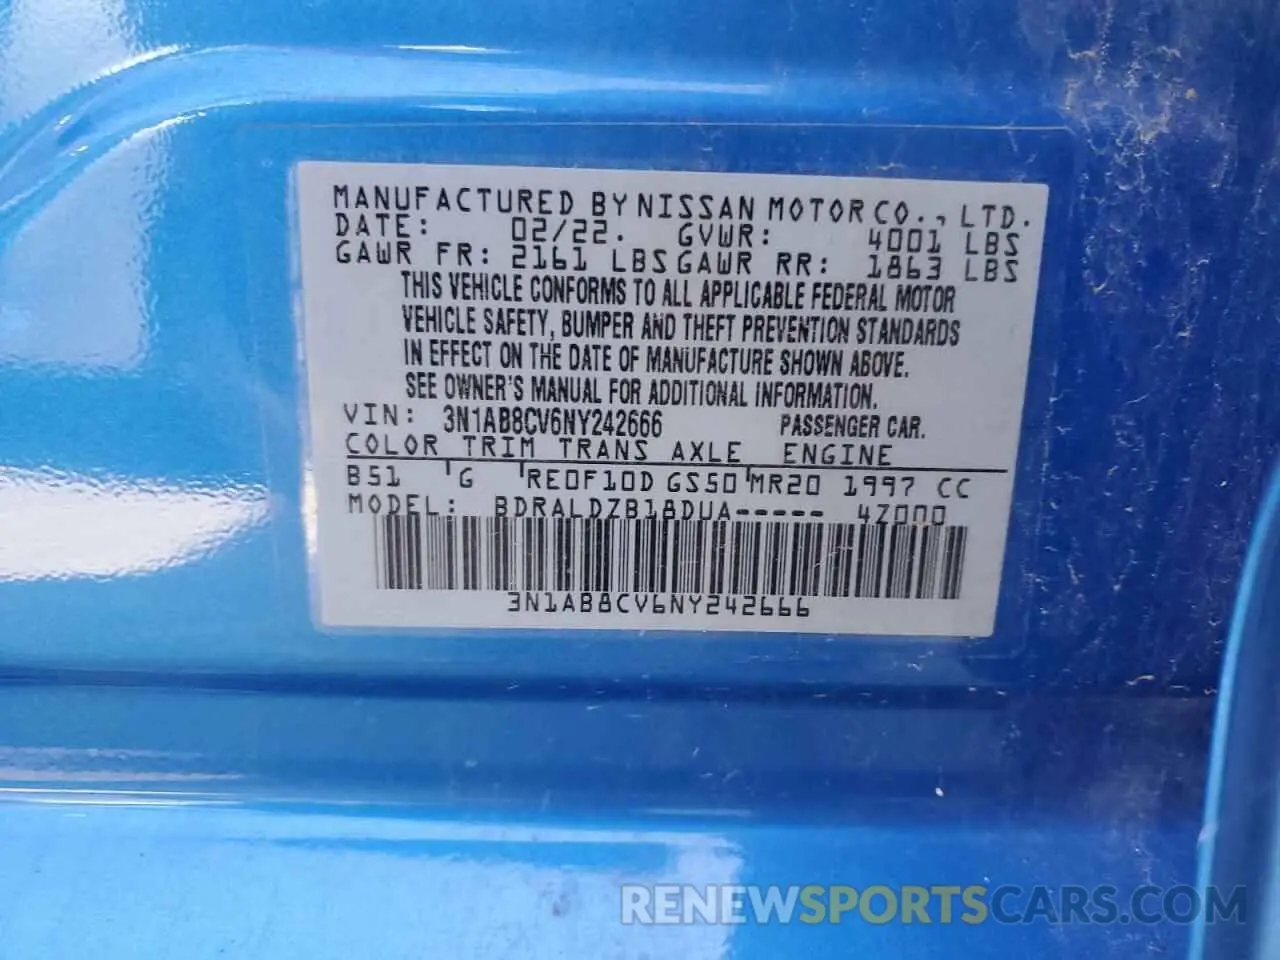 MANUFACTURED BY NISSAN MOTOR CO., LTD.
DATE: 02/22. GVWR: 4001 LBS
GAWR FR: 2161 LBS GAWR RR: 1863 LBS
THIS VEHICLE CONFORMS TO ALL APPLICABLE FEDERAL MOTOR
VEHICLE SAFETY, BUMPER AND THEFT PREVENTION STANDARDS
IN EFFECT ON THE DATE OF MANUFACTURE SHOWN ABOVE.
SEE OWNER'S MANUAL FOR ADDITIONAL INFORMATION.
VIN: 3N1AB8CV6NY242666 PASSENGER CAR.
COLOR TRIM TRANS AXLE ENGINE
B51 G RE0F10D GS50 MR20 1997 CC
MODEL: BDRALDZB18DUA----- 4Z000
3N1AB8CV6NY242666
RENEWSPORTSCARS.COM